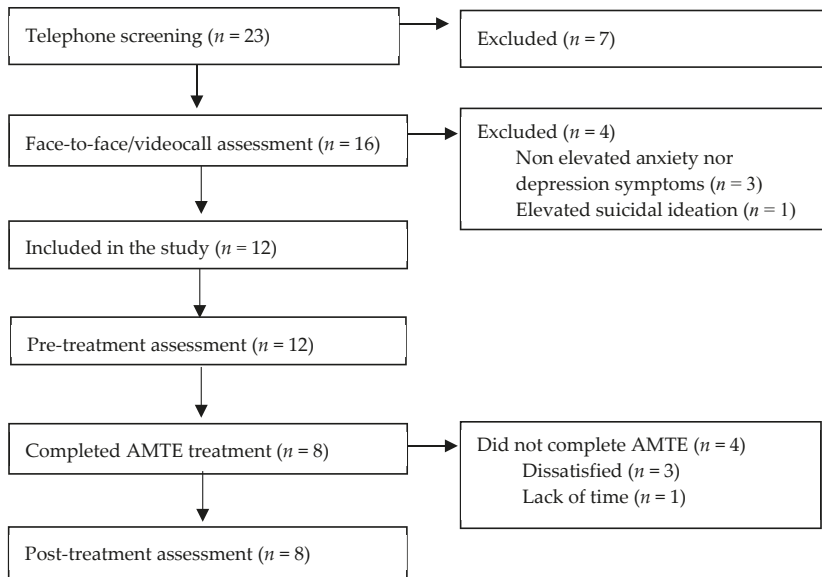 Telephone screening (n = 23)
Excluded (n = 7)
Face-to-face/videocall assessment (n = 16)
Excluded (n = 4)
Non elevated anxiety nor
depression symptoms (n = 3)
Elevated suicidal ideation (n = 1)
Included in the study (n = 12)
Pre-treatment assessment (n = 12)
Completed AMTE treatment (n = 8)
Did not complete AMTE (n = 4)
Dissatisfied (n = 3)
Lack of time (n = 1)
Post-treatment assessment (n = 8)